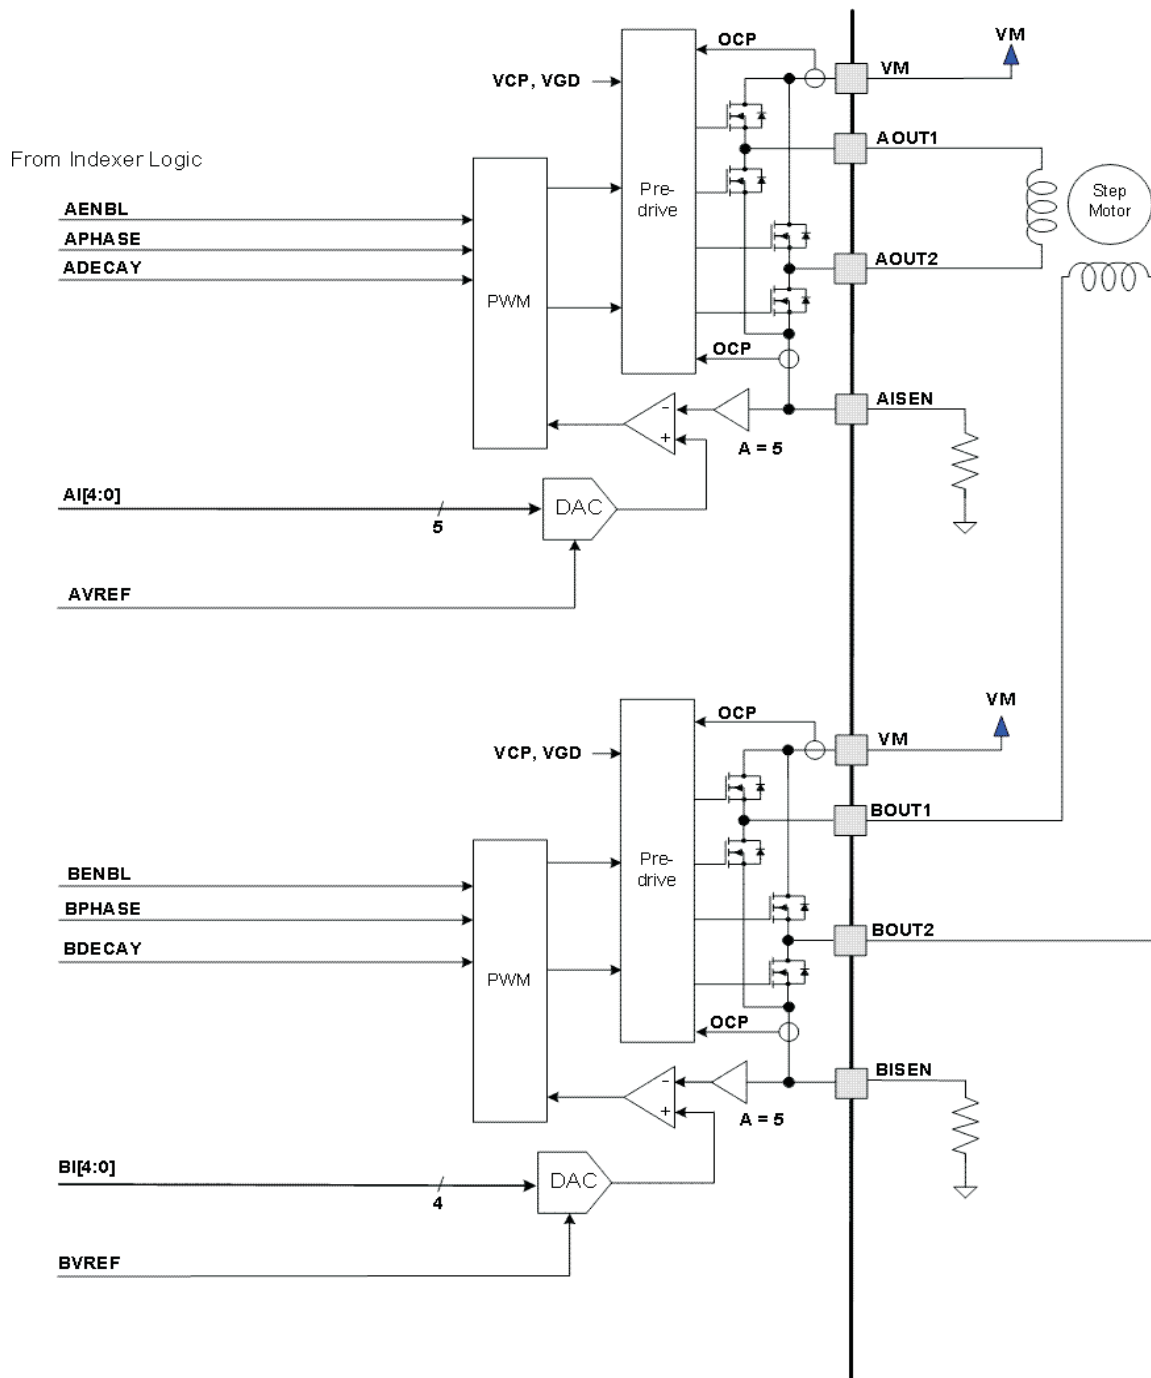 OCP
VM
VCP, VGD
VM
AOUT1
From Indexer Logic
Pre-
drive
Step
Motor
AENBL
APHASE
ADECAY
AOUT2
PWM
OCP
-
+
A = 5
AISEN
AI[4:0]
5
DAC
AVREF
OCP
VM
VCP, VGD
VM
BOUT1
Pre-
drive
BENBL
BPHASE
BDECAY
BOUT2
PWM
OCP
-
+
A = 5
BISEN
BI[4:0]
4
DAC
BVREF